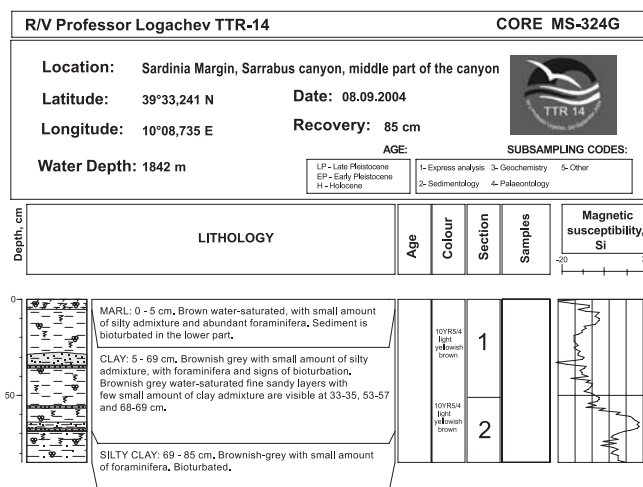 R/V Professor Logachev TTR-14
CORE MS-324G
Location: Sardinia Margin, Sarrabus canyon, middle part of the canyon
Latitude: 39°33,241 N
Date: 08.09.2004
Longitude: 10°08,735 E
Recovery: 85 cm
Water Depth: 1842 m
TTR 14
AGE:
LP - Late Pleistocene
EP - Early Pleistocene
H - Holocene
SUBSAMPLING CODES:
1- Express analysis 3- Geochemistry 5- Other
2- Sedimentology 4- Palaeontology
Depth, cm
LITHOLOGY
Age
Colour
Section
Samples
Magnetic
susceptibility,
Si
-20
3
0
MARL: 0 - 5 cm. Brown water-saturated, with small amount
of silty admixture and abundant foraminifera. Sediment is
bioturbated in the lower part.
CLAY: 5 - 69 cm. Brownish grey with small amount of silty
admixture, with foraminifera and signs of bioturbation.
Brownish grey water-saturated fine sandy layers with
few small amount of clay admixture are visible at 33-35, 53-57
and 68-69 cm.
SILTY CLAY: 69 - 85 cm. Brownish-grey with small amount
of foraminifera. Bioturbated.
50
10YR5/4
light
yellowish
brown
1
10YR5/4
light
yellowish
brown
2